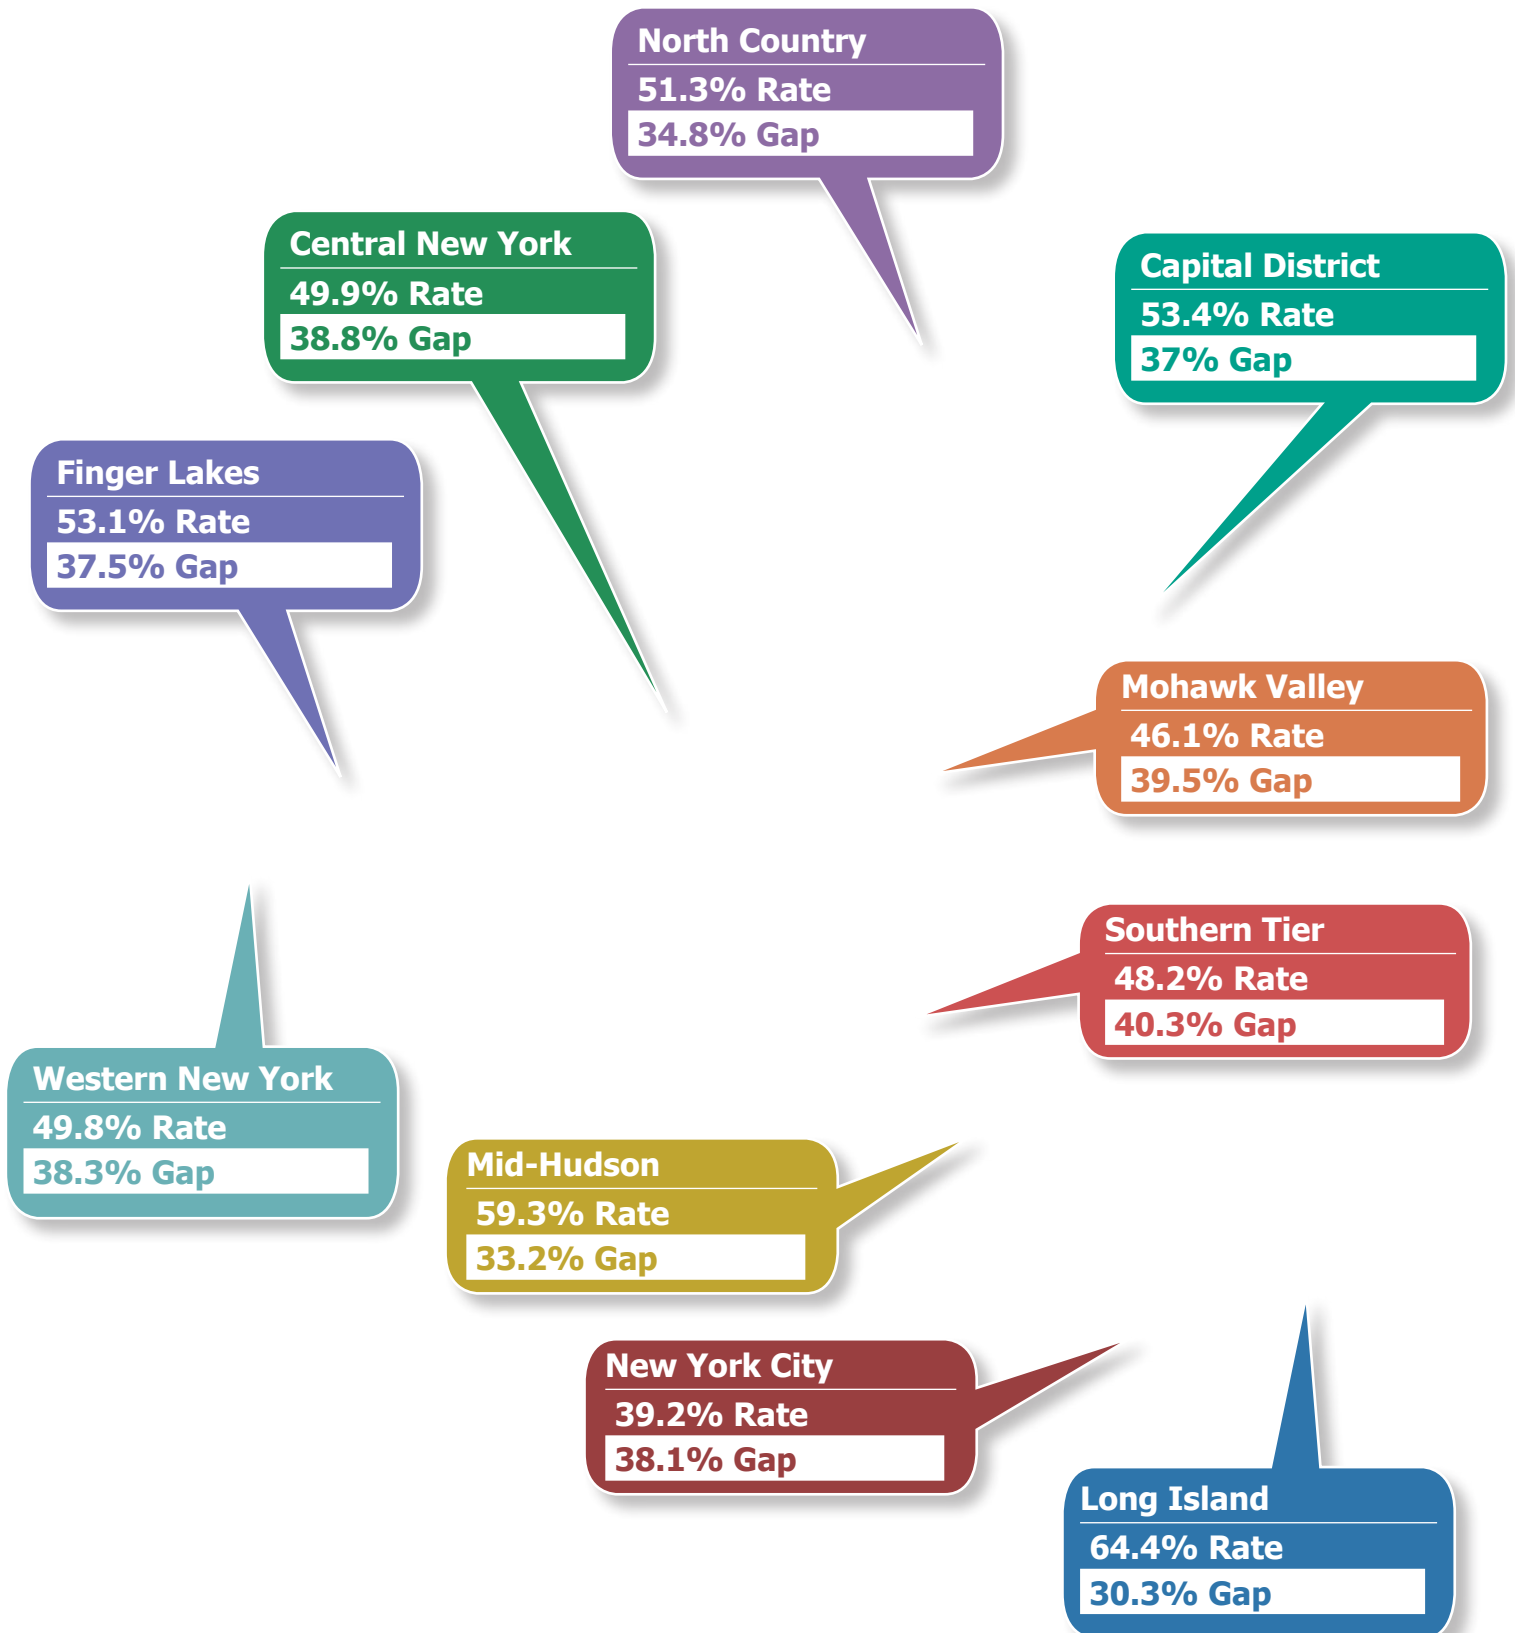 North Country
51.3% Rate
34.8% Gap
Central New York
49.9% Rate
38.8% Gap
Capital District
53.4% Rate
37% Gap
Finger Lakes
53.1% Rate
37.5% Gap
Mohawk Valley
46.1% Rate
39.5% Gap
Southern Tier
48.2% Rate
40.3% Gap
Western New York
49.8% Rate
38.3% Gap
Mid-Hudson
59.3% Rate
33.2% Gap
New York City
39.2% Rate
38.1% Gap
Long Island
64.4% Rate
30.3% Gap